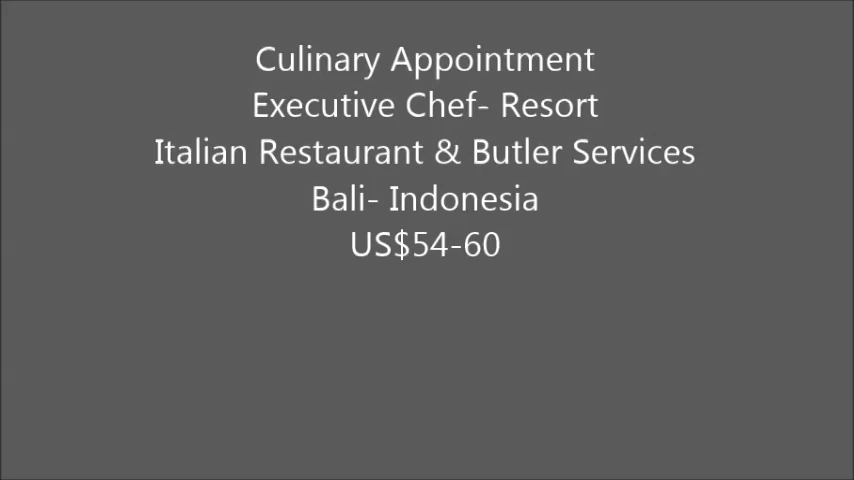 Culinary Appointment
Executive Chef- Resort
Italian Restaurant & Butler Services
Bali- Indonesia
US$54-60